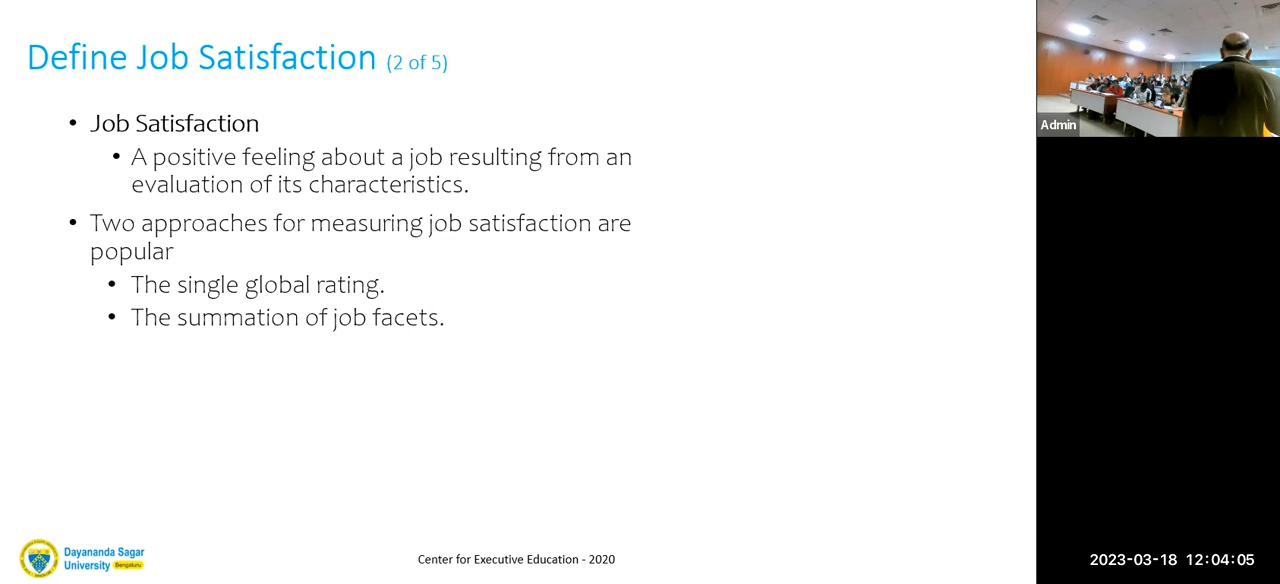 Define Job Satisfaction (2 of 5)
• Job Satisfaction
• A positive feeling about a job resulting from an
evaluation of its characteristics.
• Two approaches for measuring job satisfaction are
popular
• The single global rating.
• The summation of job facets.
Admin
Dayananda Sagar
University Bengaluru
Center for Executive Education - 2020
2023-03-18 12:04:05